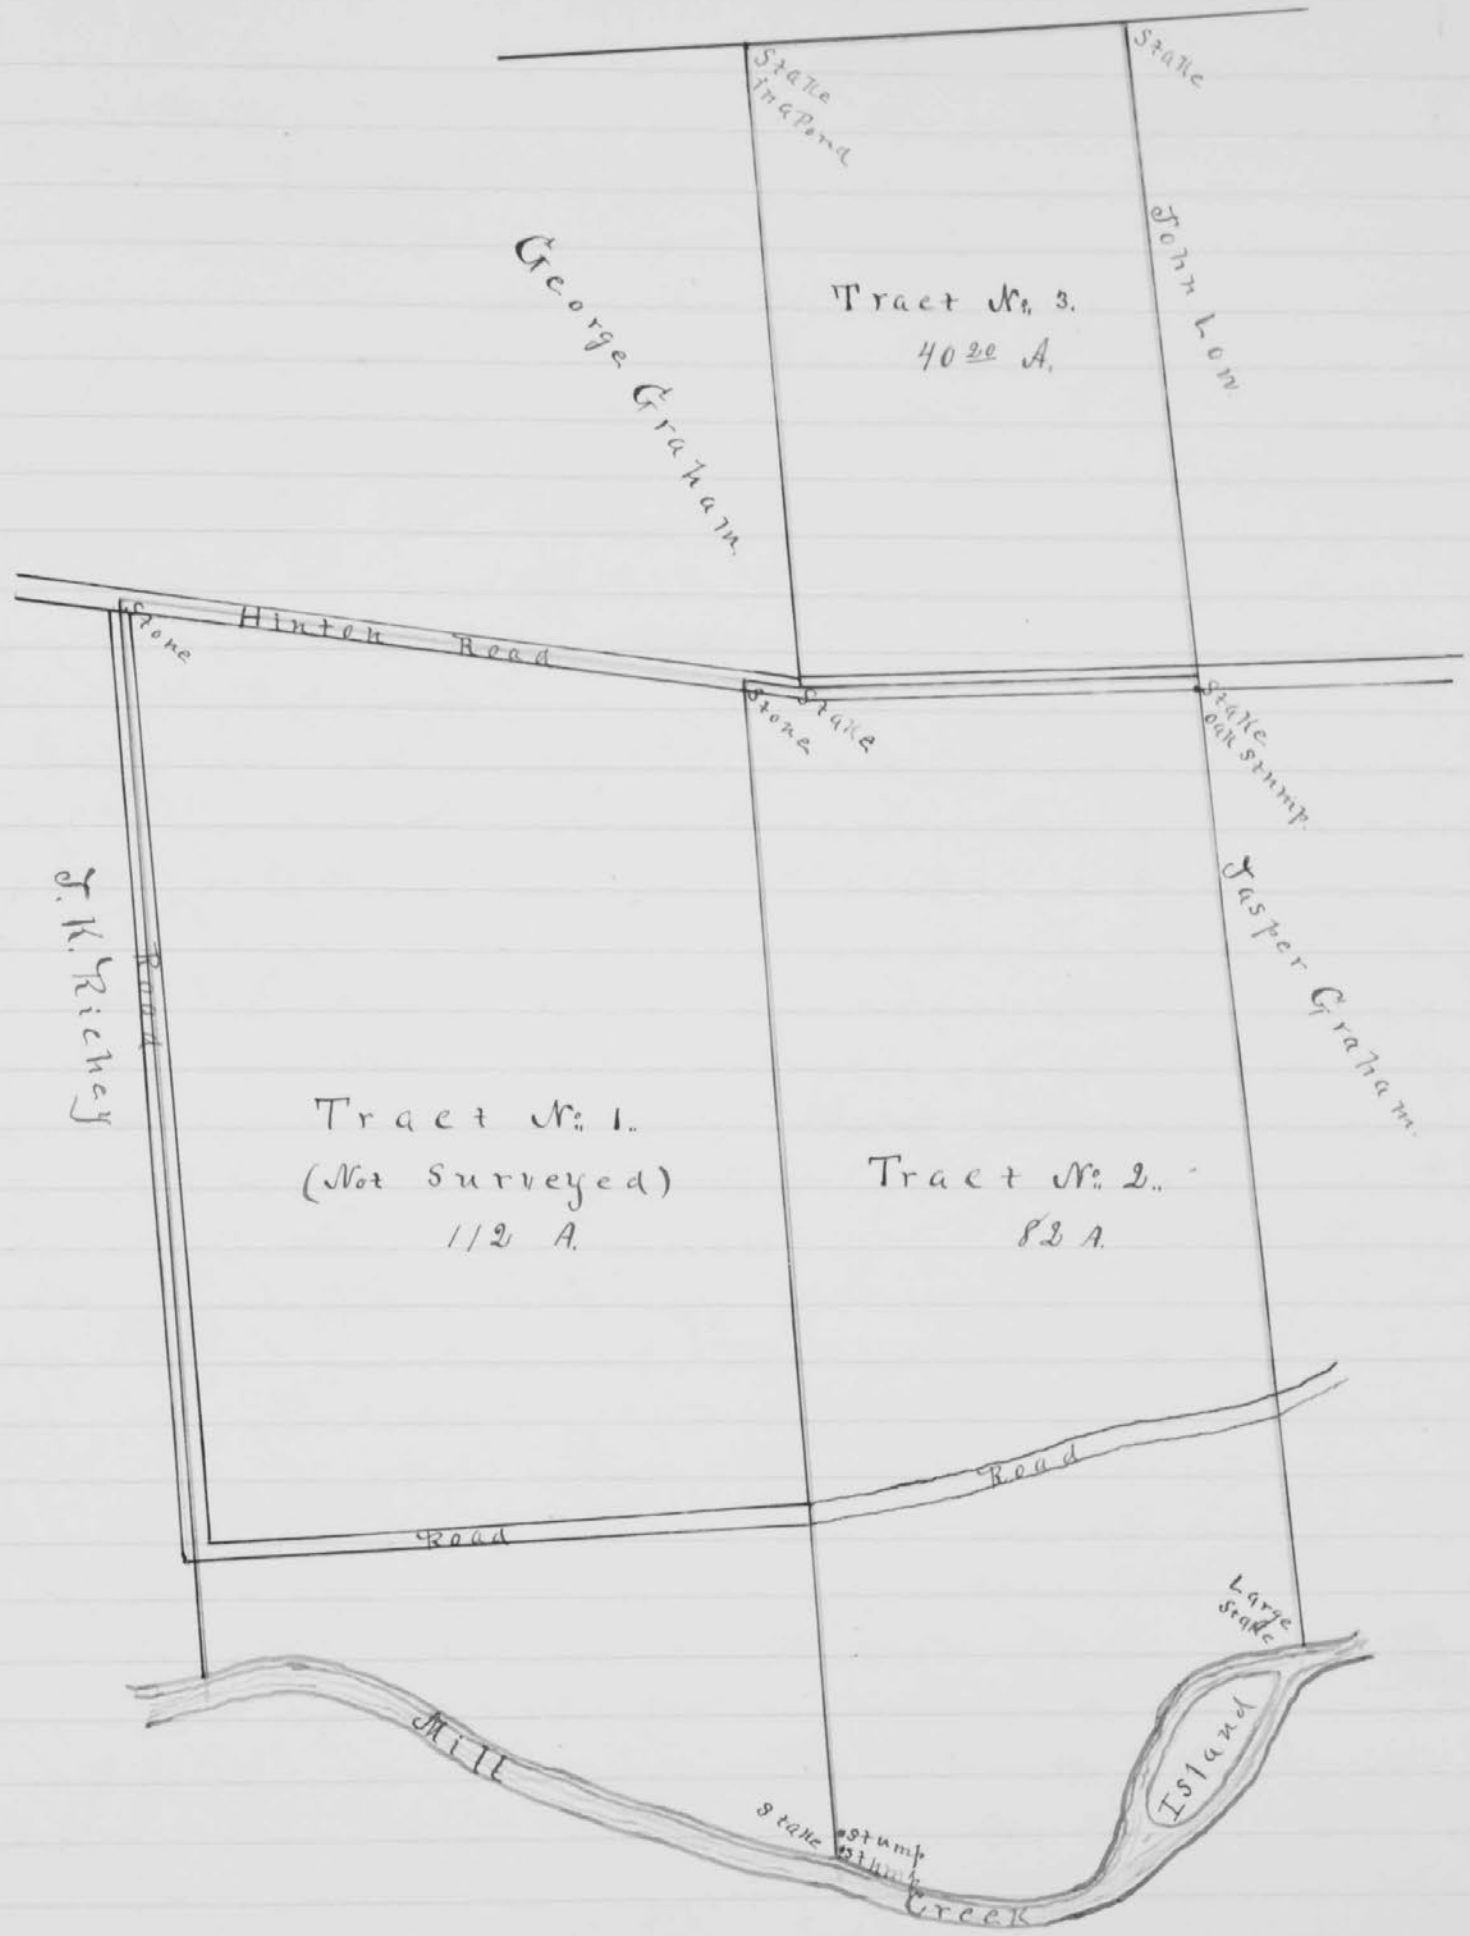 Stake
in a Pond
Stake
George Graham.
Tract No. 3.
40 20 A.
John Low
Stone
Hinton Road
Stone
Stake
Stake
oak stump.
J. K. Richey
Road
Jasper Graham.
Tract No. 1.
(Not Surveyed)
112 A.
Tract No. 2.
82 A.
Road
Road
Large
Stake
Island
Mill Creek
Stake
stump
stump